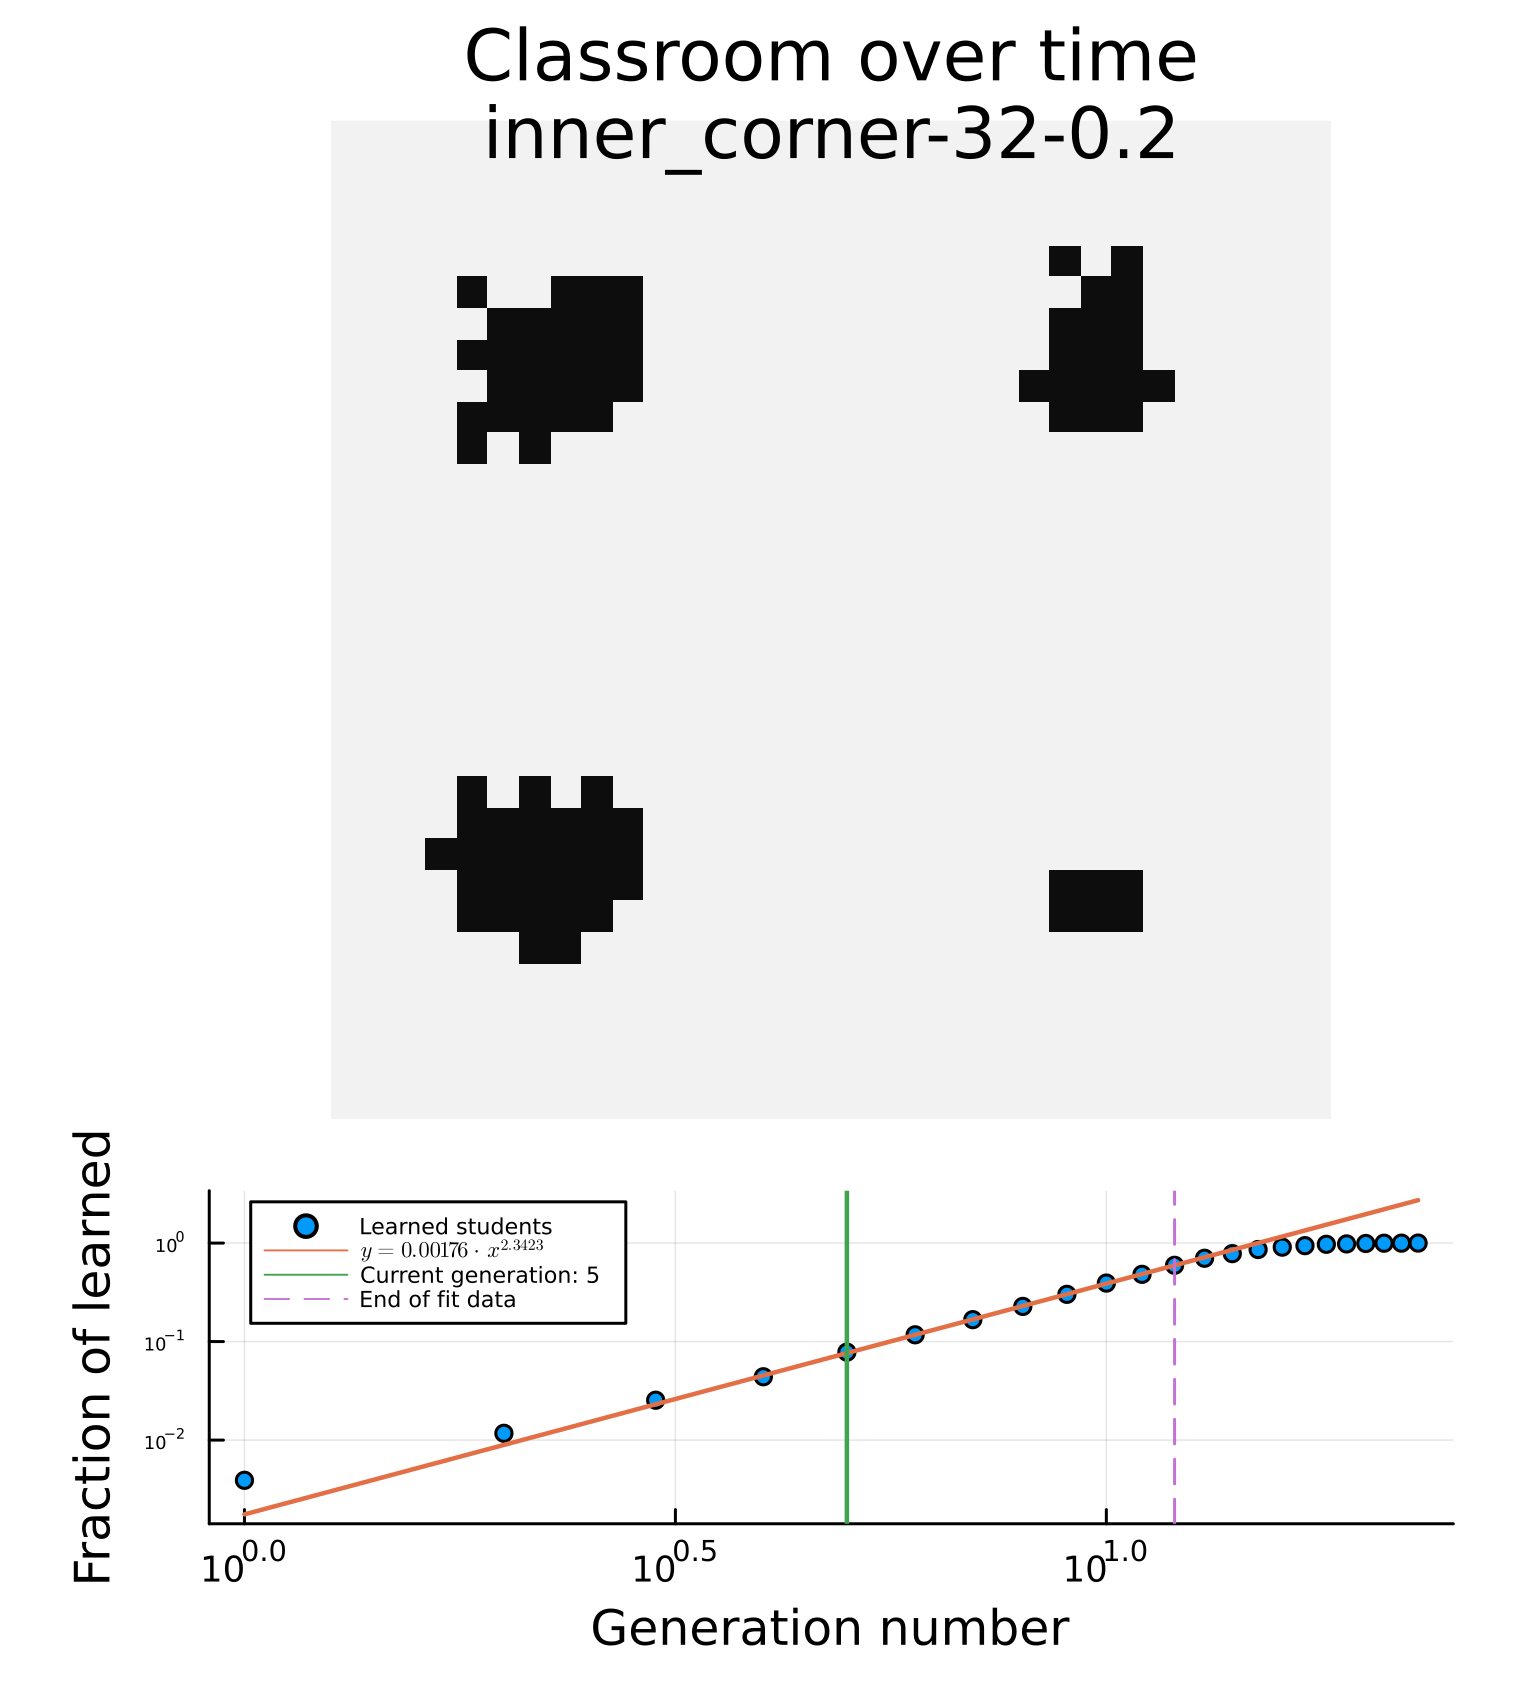 Classroom over time
inner_corner-32-0.2
Fraction of learned
10^0
10^−1
10^−2
Learned students
y = 0.00176 · x^2.3423
Current generation: 5
End of fit data
10^0.0
10^0.5
10^1.0
Generation number